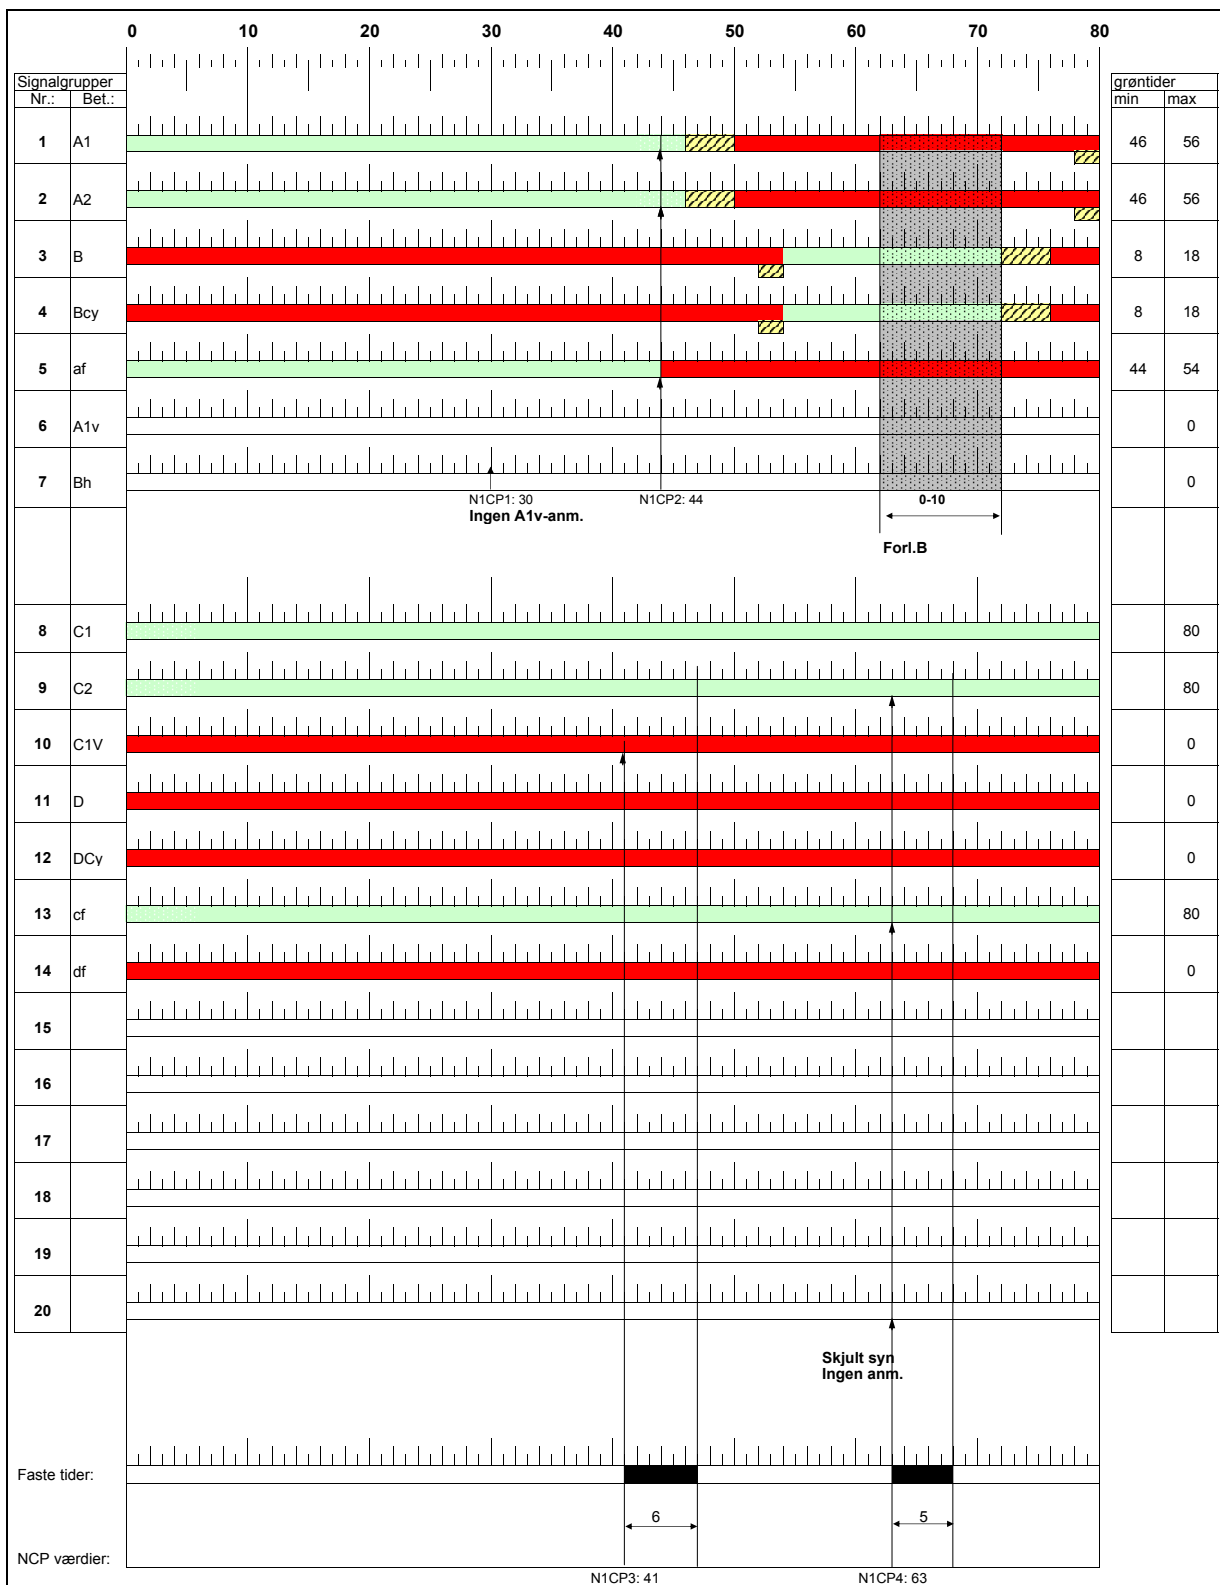 0 10 20 30 40 50 60 70 80
Signalgrupper grøntider
Nr.: Bet.: min max
1 A1 46 56
2 A2 46 56
3 B 8 18
4 Bcy 8 18
5 af 44 54
6 A1v 0
7 Bh 0
N1CP1: 30 N1CP2: 44 0-10
Ingen A1v-anm.
Forl.B
8 C1 80
9 C2 80
10 C1V 0
11 D 0
12 DCy 0
13 cf 80
14 df 0
15
16
17
18
19
20
Skjult syn
Ingen anm.
Faste tider:
6 5
NCP værdier:
N1CP3: 41 N1CP4: 63